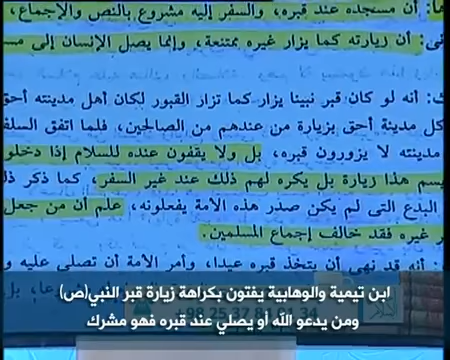 أن مسجده عند قبره، والسفر إليه مشروع بالنص والإجماع،
أن زيارته كما يزار غيره ممتنعة، وإنما يصل الإنسان إلى
أنه لو كان قبر نبينا يزار كما تزار القبور لكان أهل مدينته أحق
كل مدينة أحق بزيارة من عندهم من الصالحين، فلما اتفق السلف
مدينته لا يزورون قبره، بل ولا يقفون عنده للسلام إذا دخلوا
يسم هذا زيارة بل يكره لهم ذلك عند غير السفر، كما ذكر
البدع التي لم يكن صدر هذه الأمة يفعلونه، علم أن من جعل
غيره فقد خالف إجماع المسلمين.
أنه قد نهى أن يتخذ قبره عيدا، وأمر الأمة أن تصلي عليه
ابن تيمية والوهابية يفتون بكراهة زيارة قبر النبي(ص)
ومن يدعو الله أو يصلي عند قبره فهو مشرك